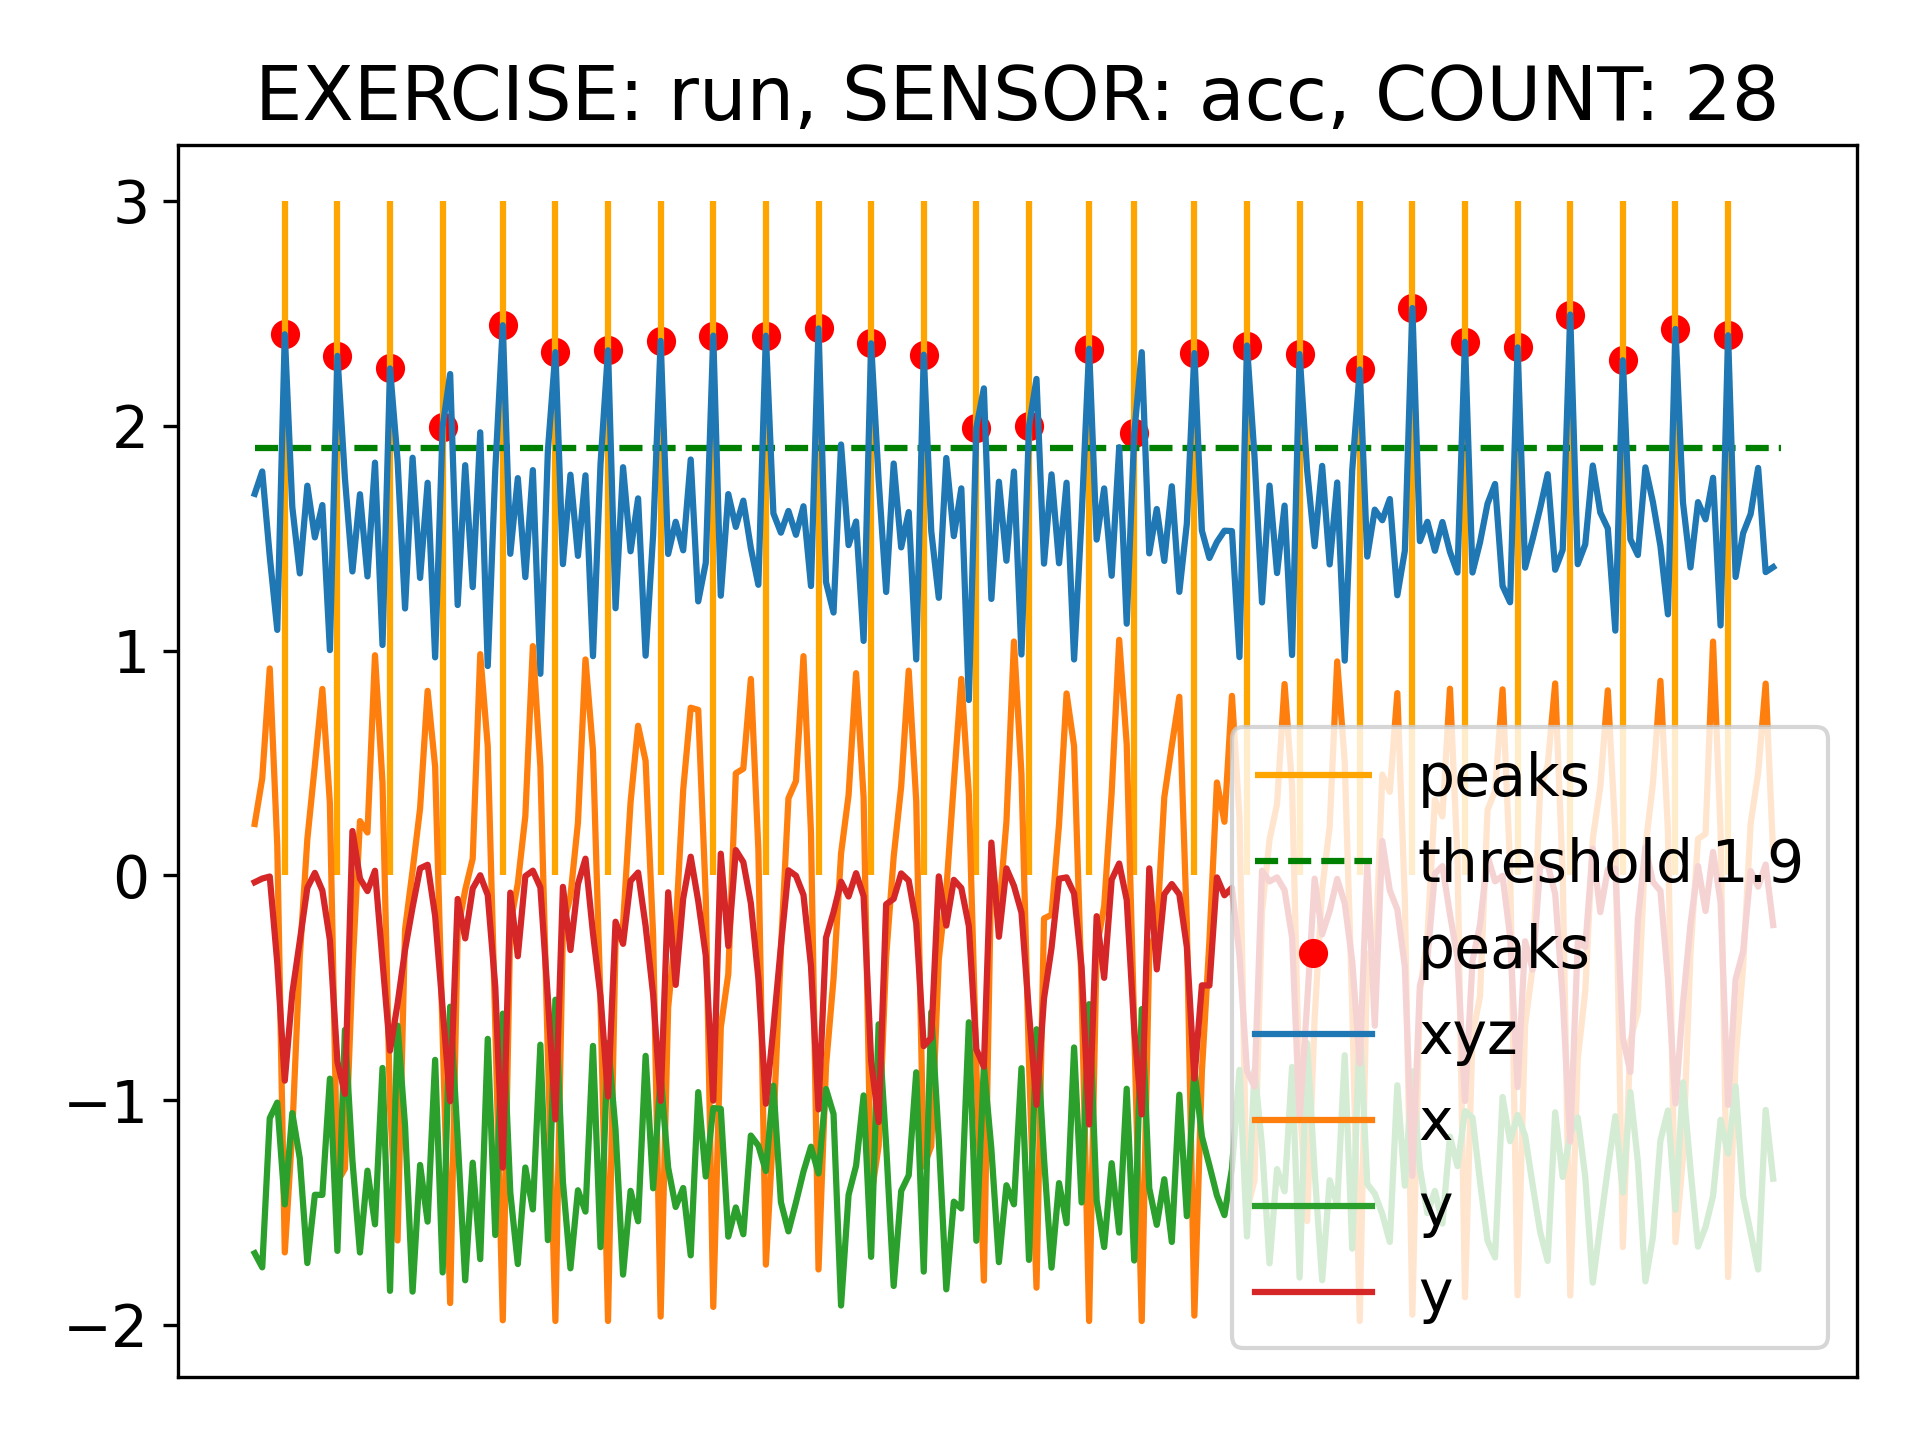 EXERCISE: run, SENSOR: acc, COUNT: 28
3
2
1
0
−1
−2
peaks
threshold 1.9
peaks
xyz
x
y
y